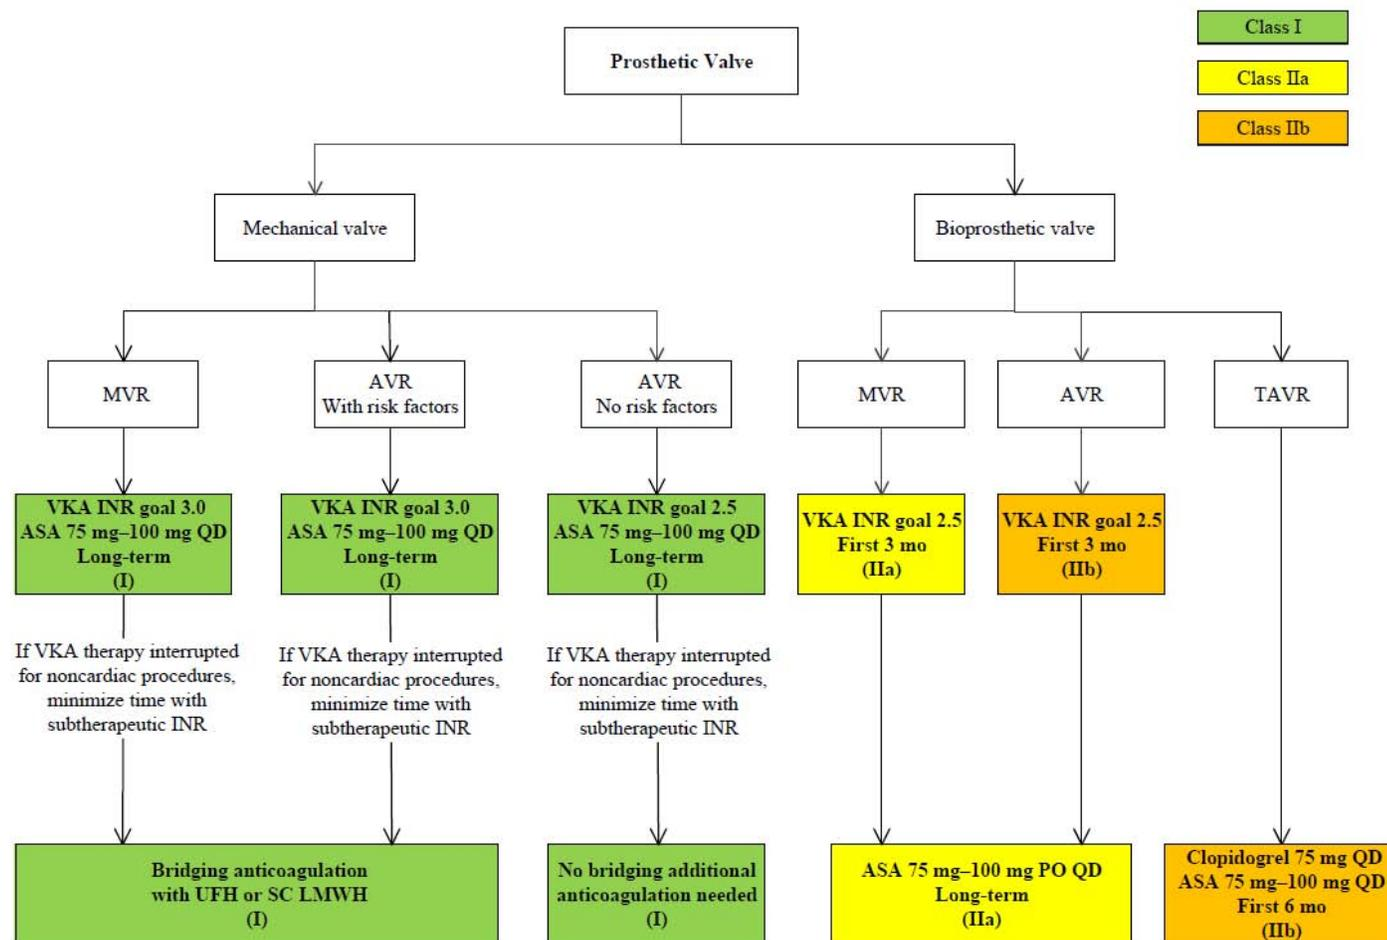 Prosthetic Valve
Class I
Class IIa
Class IIb
Mechanical valve
Bioprosthetic valve
MVR
AVR
With risk factors
AVR
No risk factors
MVR
AVR
TAVR
VKA INR goal 3.0
ASA 75 mg–100 mg QD
Long-term
(I)
VKA INR goal 3.0
ASA 75 mg–100 mg QD
Long-term
(I)
VKA INR goal 2.5
ASA 75 mg–100 mg QD
Long-term
(I)
VKA INR goal 2.5
First 3 mo
(IIa)
VKA INR goal 2.5
First 3 mo
(IIb)
If VKA therapy interrupted
for noncardiac procedures,
minimize time with
subtherapeutic INR
If VKA therapy interrupted
for noncardiac procedures,
minimize time with
subtherapeutic INR
If VKA therapy interrupted
for noncardiac procedures,
minimize time with
subtherapeutic INR
Bridging anticoagulation
with UFH or SC LMWH
(I)
No bridging additional
anticoagulation needed
(I)
ASA 75 mg–100 mg PO QD
Long-term
(IIa)
Clopidogrel 75 mg QD
ASA 75 mg–100 mg QD
First 6 mo
(IIb)